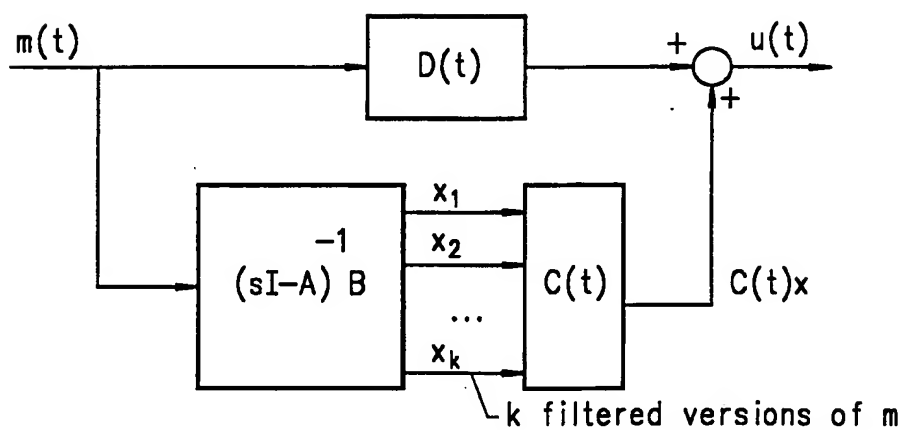 m(t)
D(t)
+
u(t)
+
x₁
x₂
(sI-A)⁻¹ B
...
xₖ
C(t)
C(t)x
k filtered versions of m